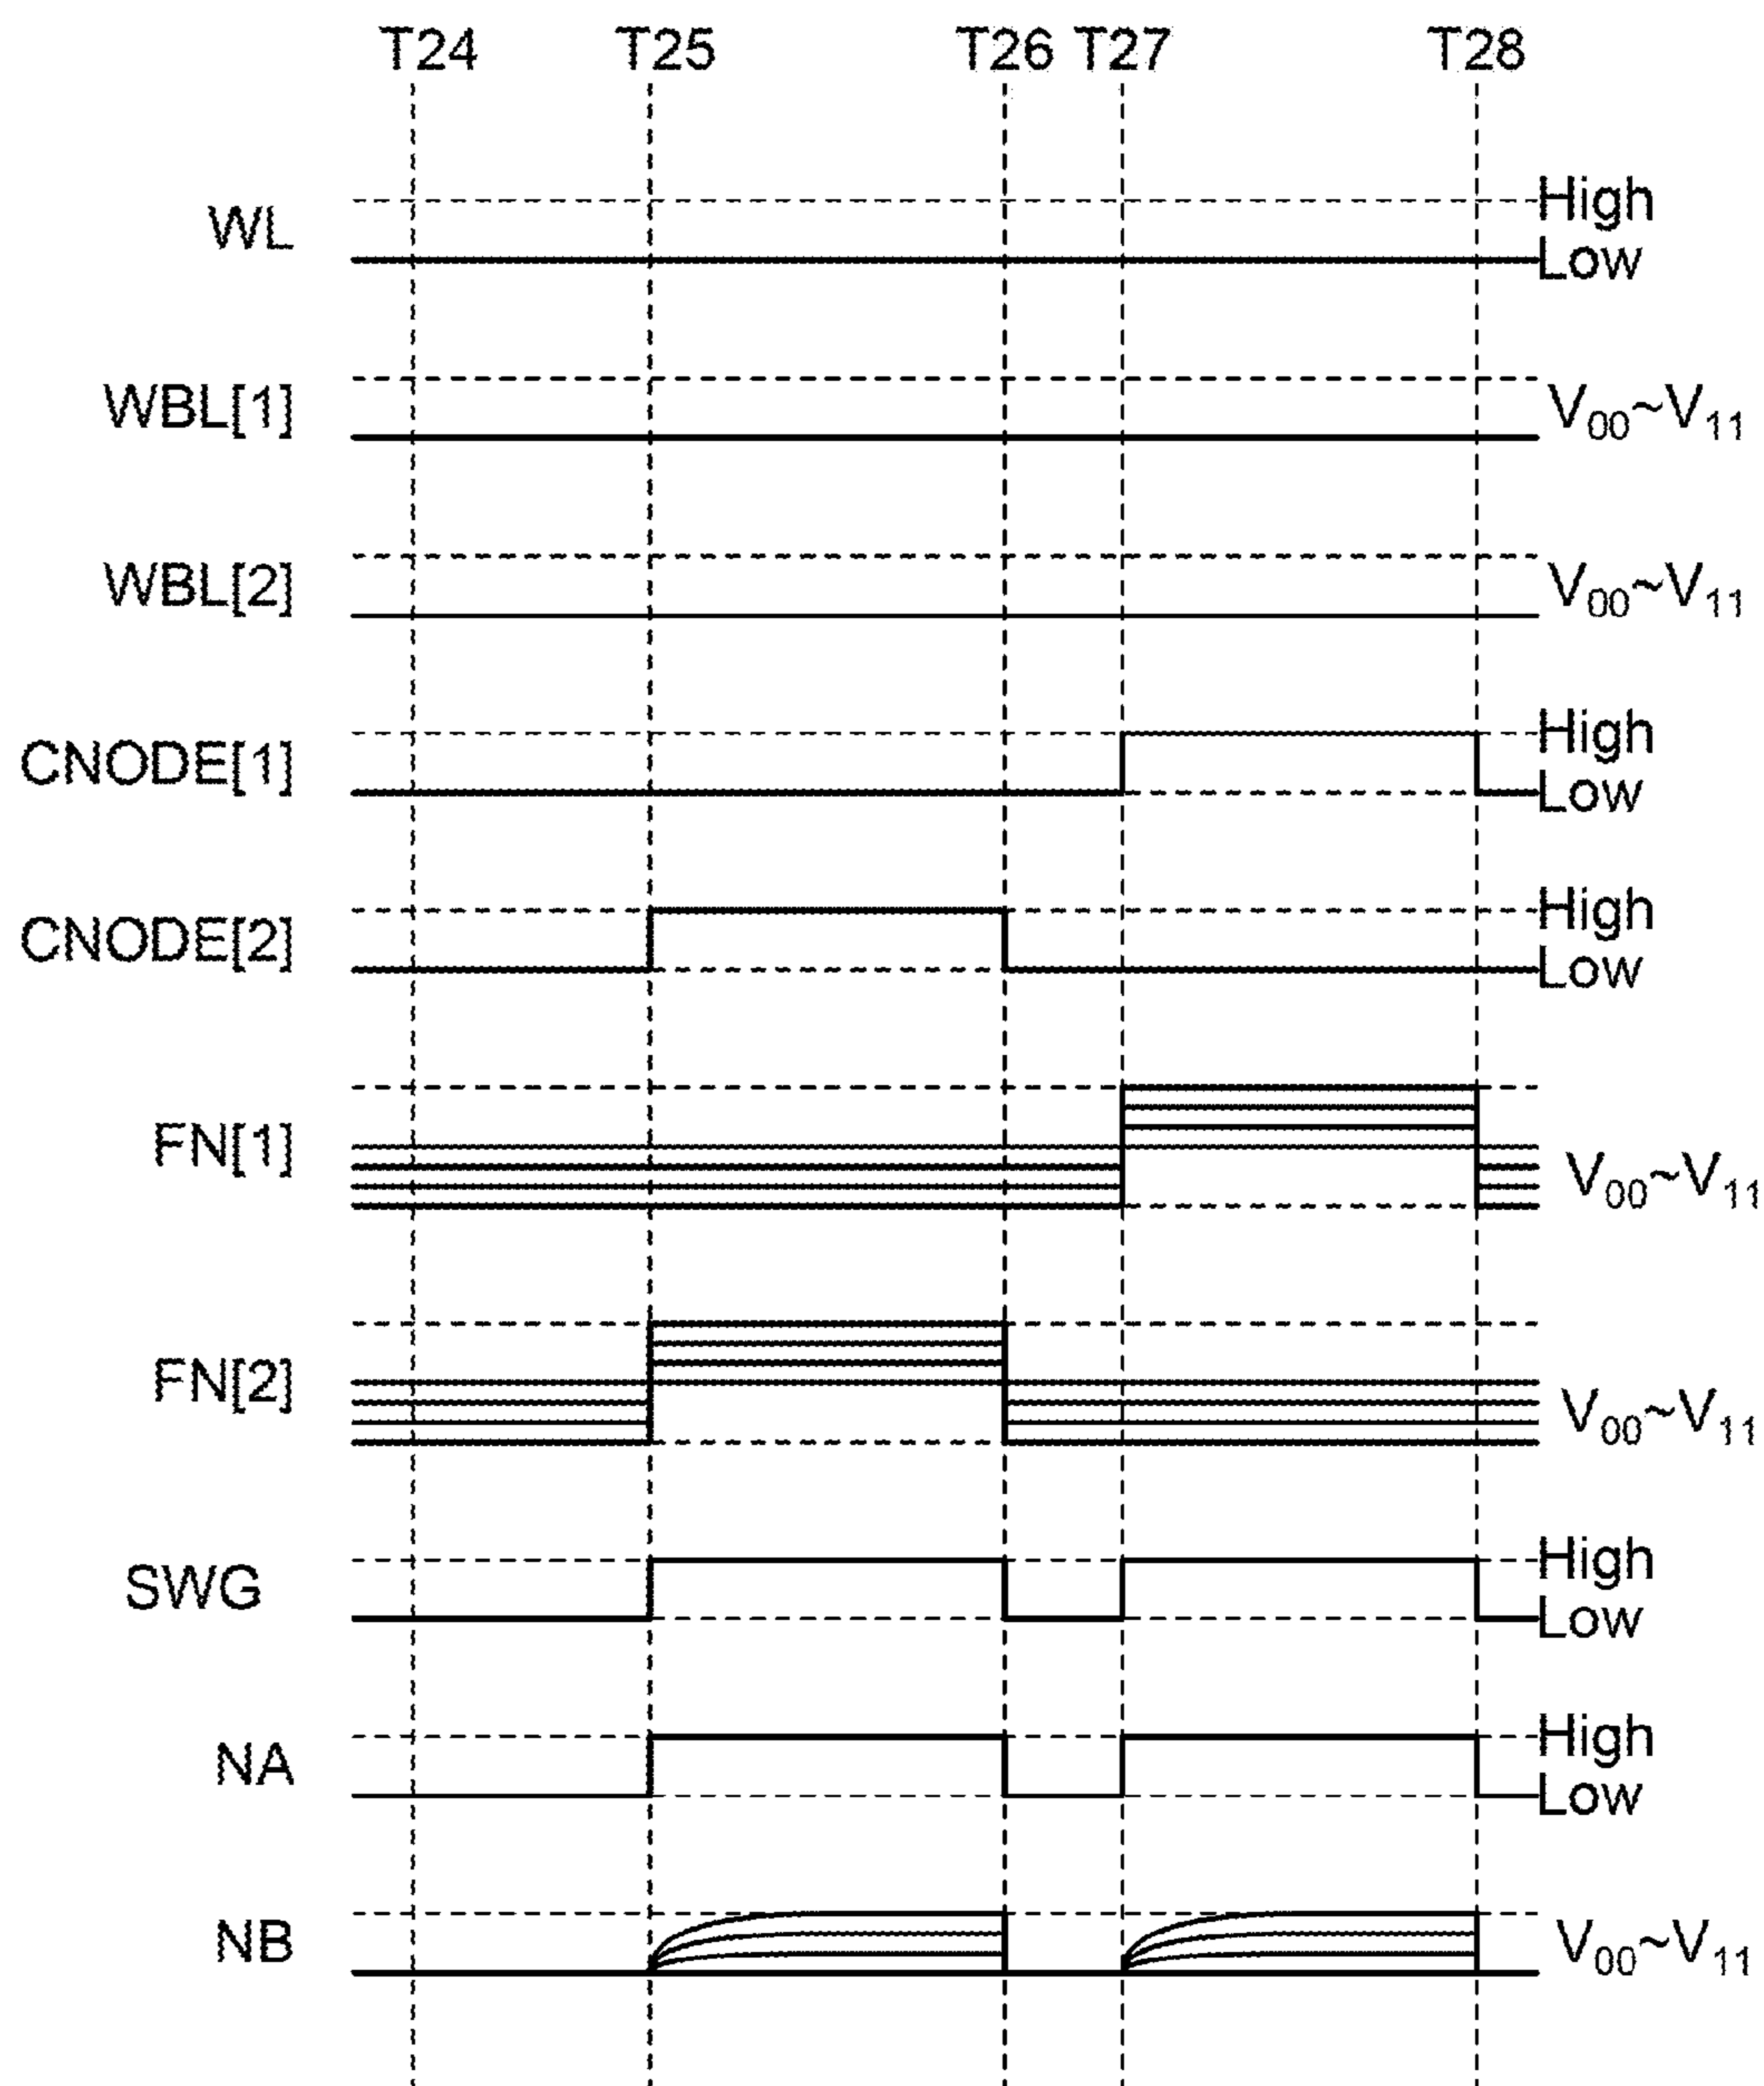 T24 T25 T26 T27 T28
WL High
Low
WBL[1] V00~V11
WBL[2] V00~V11
CNODE[1] High
Low
CNODE[2] High
Low
FN[1] V00~V11
FN[2] V00~V11
SWG High
Low
NA High
Low
NB V00~V11